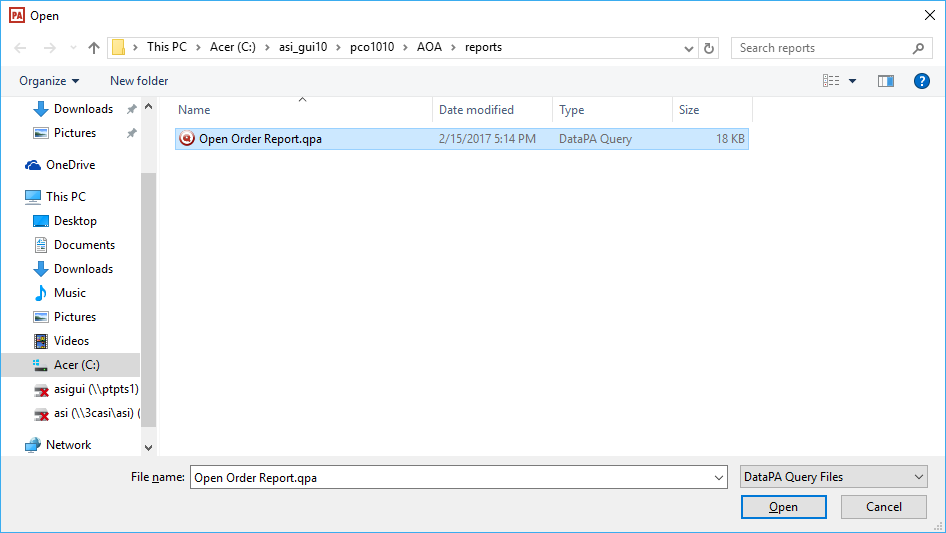 PA Open
This PC > Acer (C:) > asi_gui10 > pco1010 > AOA > reports
Search reports
Organize
New folder
Name
Date modified
Type
Size
Open Order Report.qpa
2/15/2017 5:14 PM
DataPA Query
18 KB
Downloads
Pictures
OneDrive
This PC
Desktop
Documents
Downloads
Music
Pictures
Videos
Acer (C:)
asigui (\\ptpts1)
asi (\\3casi\asi) (
Network
File name: Open Order Report.qpa
DataPA Query Files
Open
Cancel